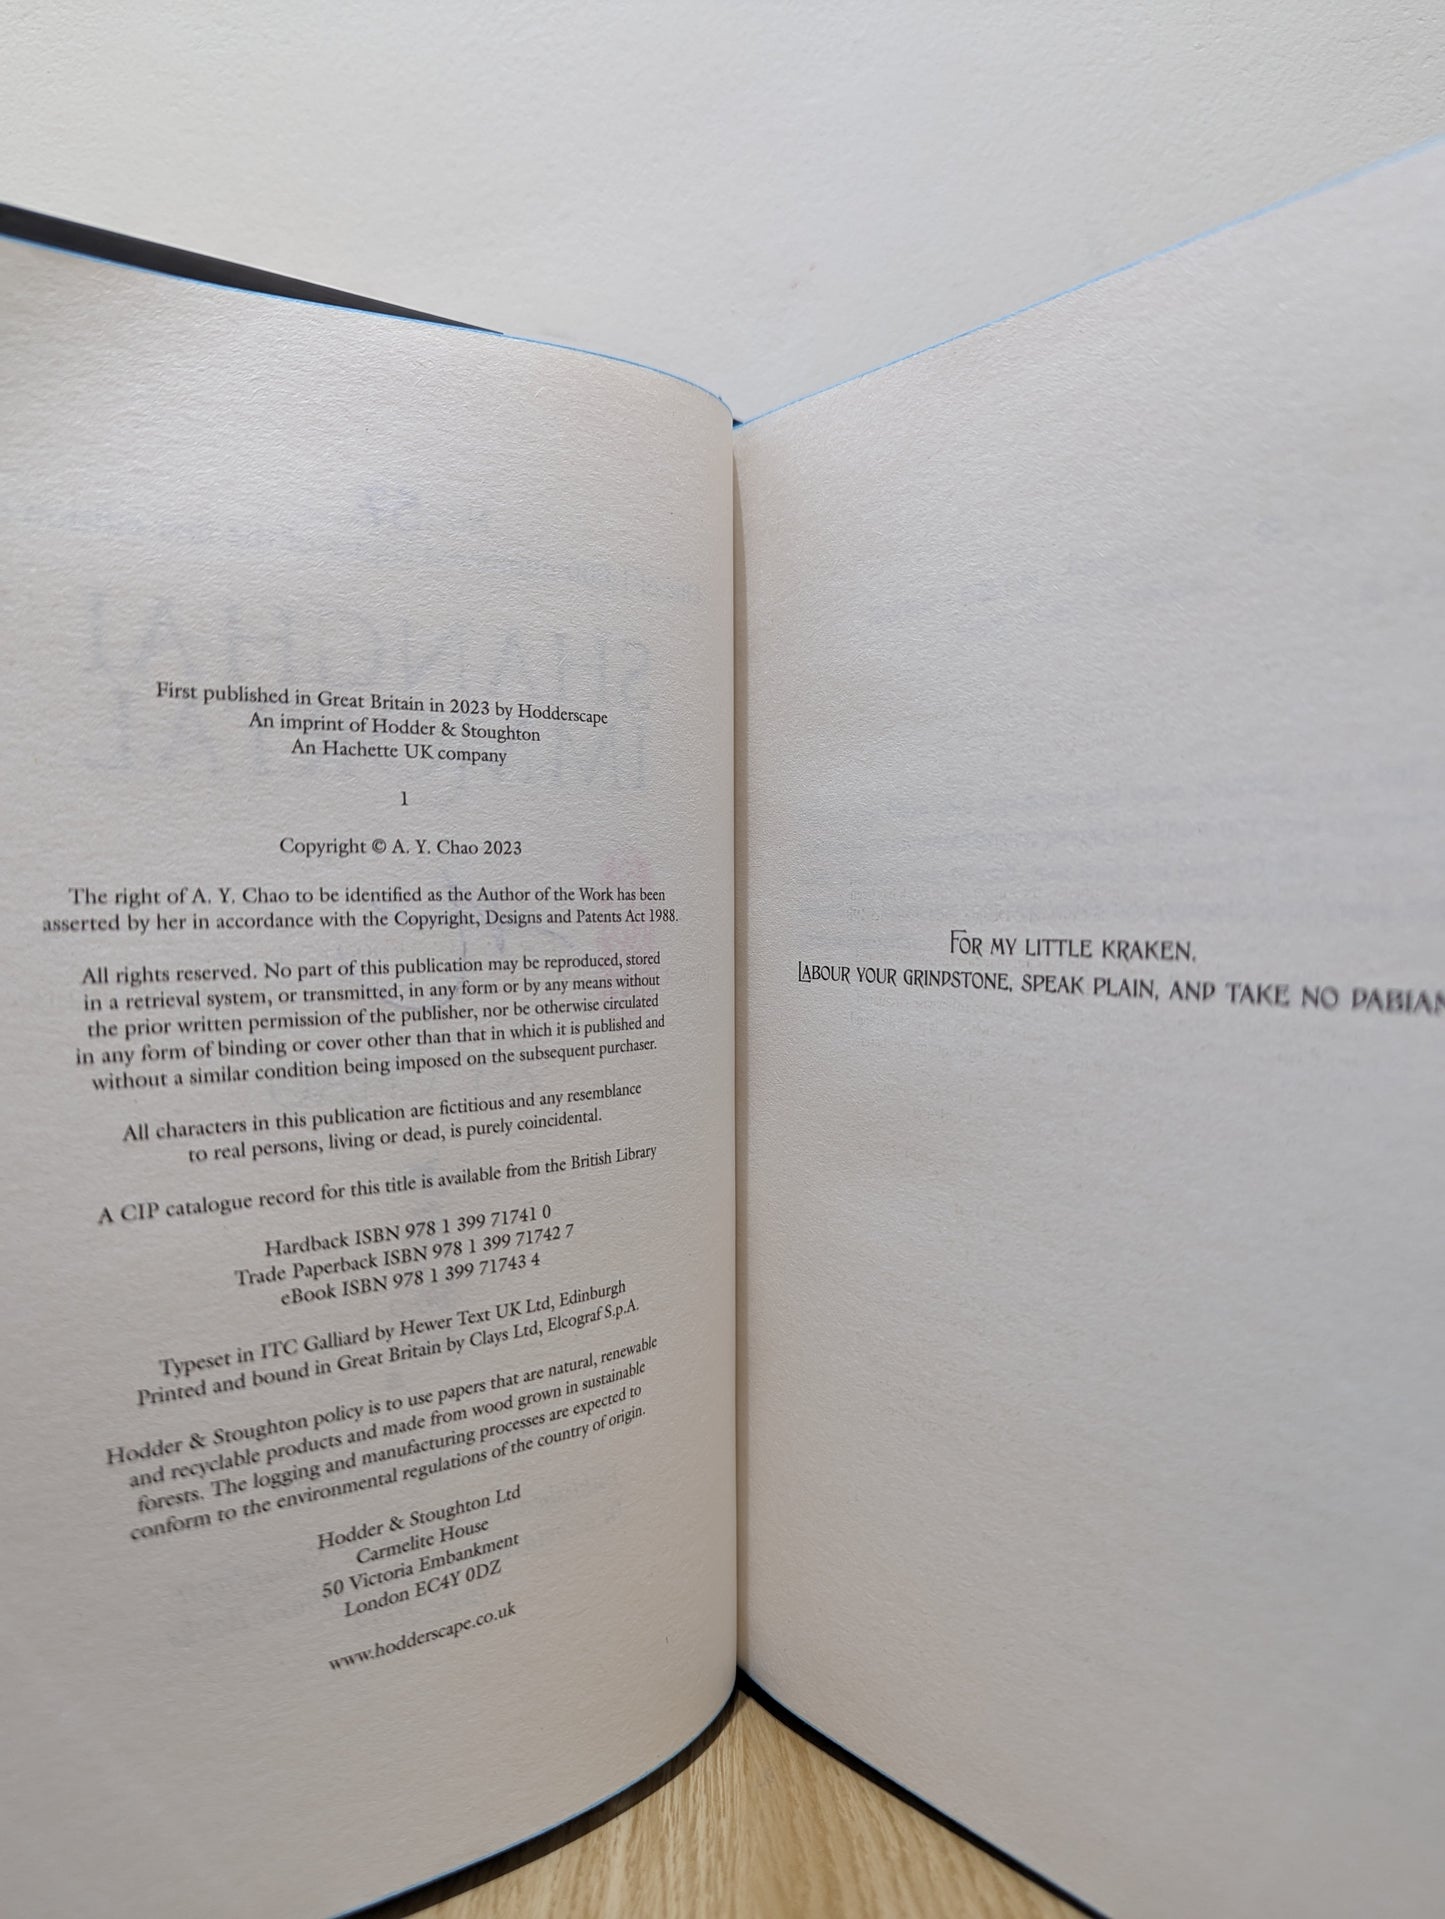 First published in Great Britain in 2023 by Hodderscape
An imprint of Hodder & Stoughton
An Hachette UK company
1
Copyright © A. Y. Chao 2023
The right of A. Y. Chao to be identified as the Author of the Work has been
asserted by her in accordance with the Copyright, Designs and Patents Act 1988.
All rights reserved. No part of this publication may be reproduced, stored
in a retrieval system, or transmitted, in any form or by any means without
the prior written permission of the publisher, nor be otherwise circulated
in any form of binding or cover other than that in which it is published and
without a similar condition being imposed on the subsequent purchaser.
All characters in this publication are fictitious and any resemblance
to real persons, living or dead, is purely coincidental.
A CIP catalogue record for this title is available from the British Library
Hardback ISBN 978 1 399 71741 0
Trade Paperback ISBN 978 1 399 71742 7
eBook ISBN 978 1 399 71743 4
Typeset in ITC Galliard by Hewer Text UK Ltd, Edinburgh
Printed and bound in Great Britain by Clays Ltd, Elcograf S.p.A.
Hodder & Stoughton policy is to use papers that are natural, renewable
and recyclable products and made from wood grown in sustainable
forests. The logging and manufacturing processes are expected to
conform to the environmental regulations of the country of origin.
Hodder & Stoughton Ltd
Carmelite House
50 Victoria Embankment
London EC4Y 0DZ
www.hodderscape.co.uk
For my little kraken.
Labour your grindstone, speak plain, and take no